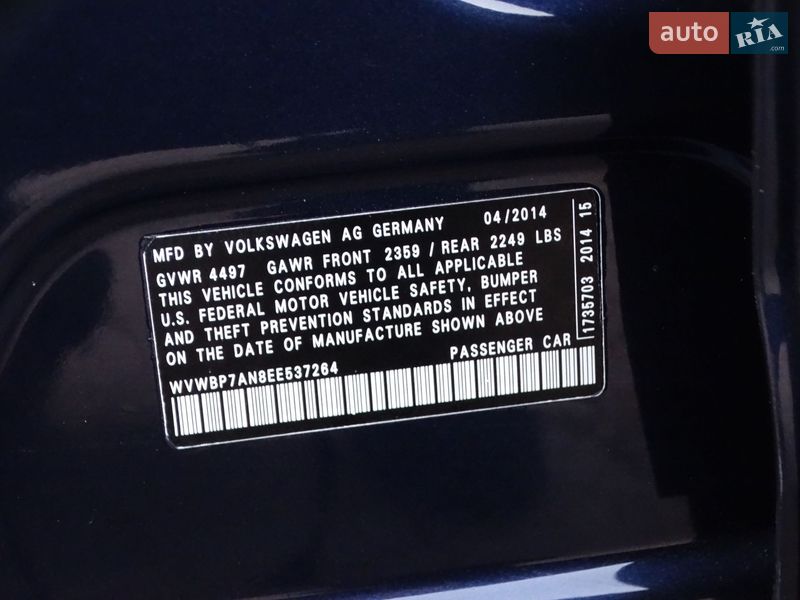 auto RIA .com
MFD BY VOLKSWAGEN AG GERMANY 04/2014
GVWR 4497 GAWR FRONT 2359 / REAR 2249 LBS
THIS VEHICLE CONFORMS TO ALL APPLICABLE
U.S. FEDERAL MOTOR VEHICLE SAFETY, BUMPER
AND THEFT PREVENTION STANDARDS IN EFFECT
ON THE DATE OF MANUFACTURE SHOWN ABOVE
WVWBP7AN8EE537264 PASSENGER CAR
1735703 2014 15